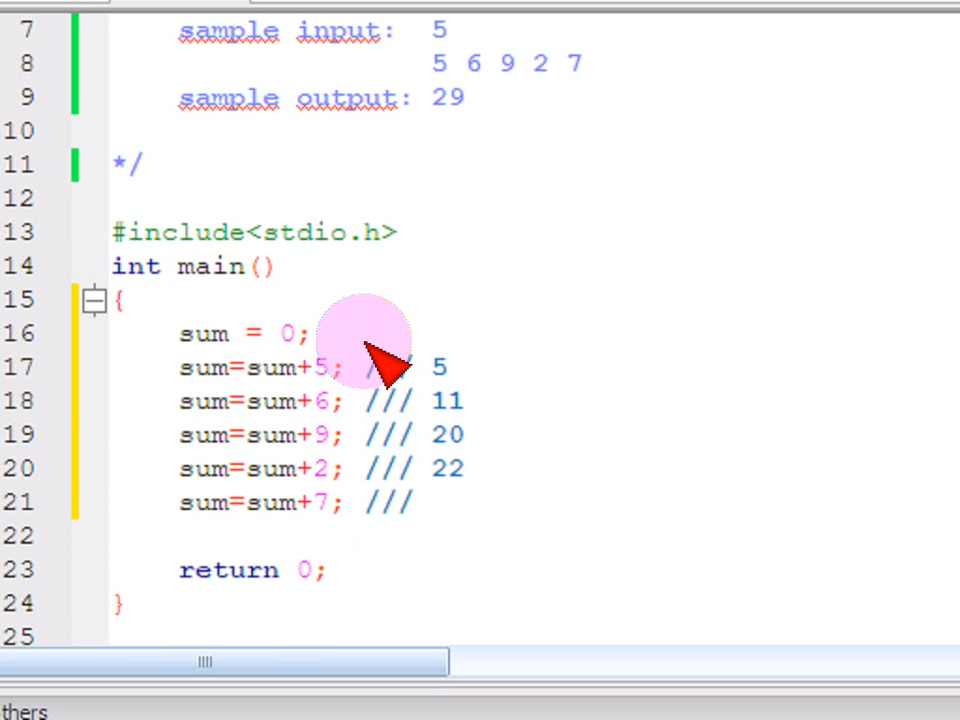 7 sample input: 5
8 5 6 9 2 7
9 sample output: 29
10
11 */
12
13 #include<stdio.h>
14 int main()
15 {
16 sum = 0;
17 sum=sum+5; /// 5
18 sum=sum+6; /// 11
19 sum=sum+9; /// 20
20 sum=sum+2; /// 22
21 sum=sum+7; ///
22
23 return 0;
24 }
25
thers